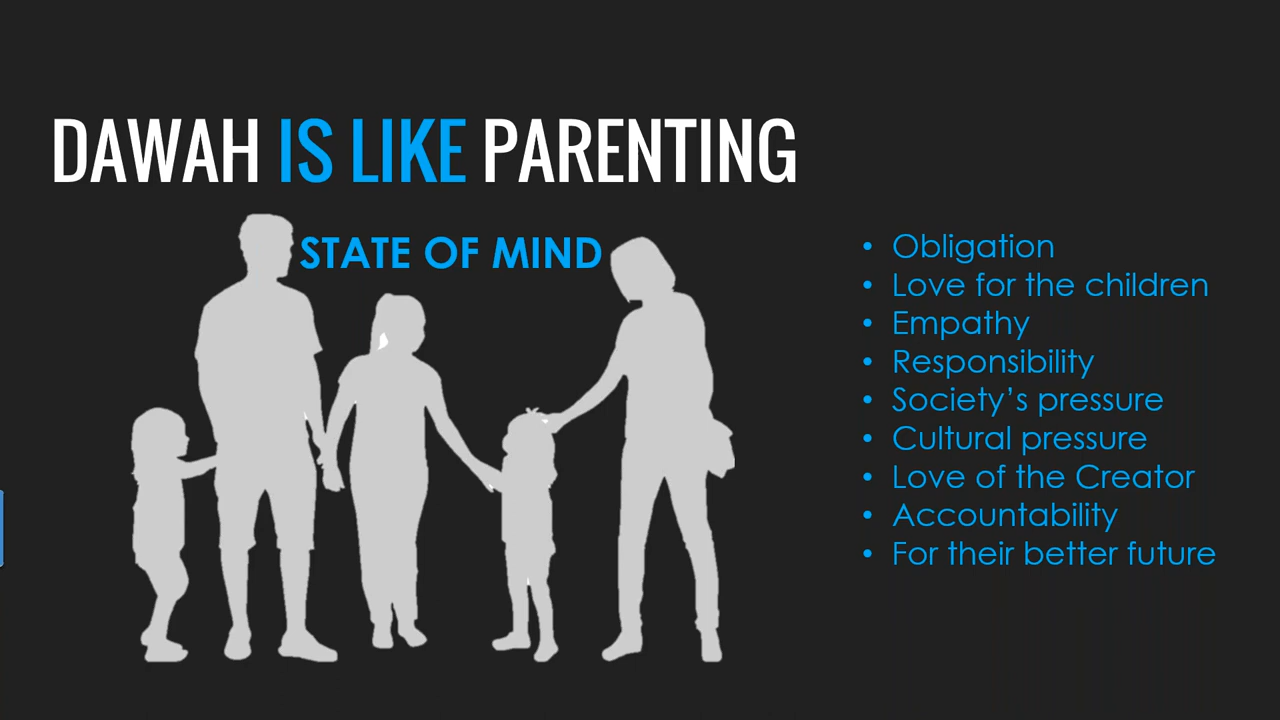 DAWAH IS LIKE PARENTING
STATE OF MIND
• Obligation
• Love for the children
• Empathy
• Responsibility
• Society’s pressure
• Cultural pressure
• Love of the Creator
• Accountability
• For their better future